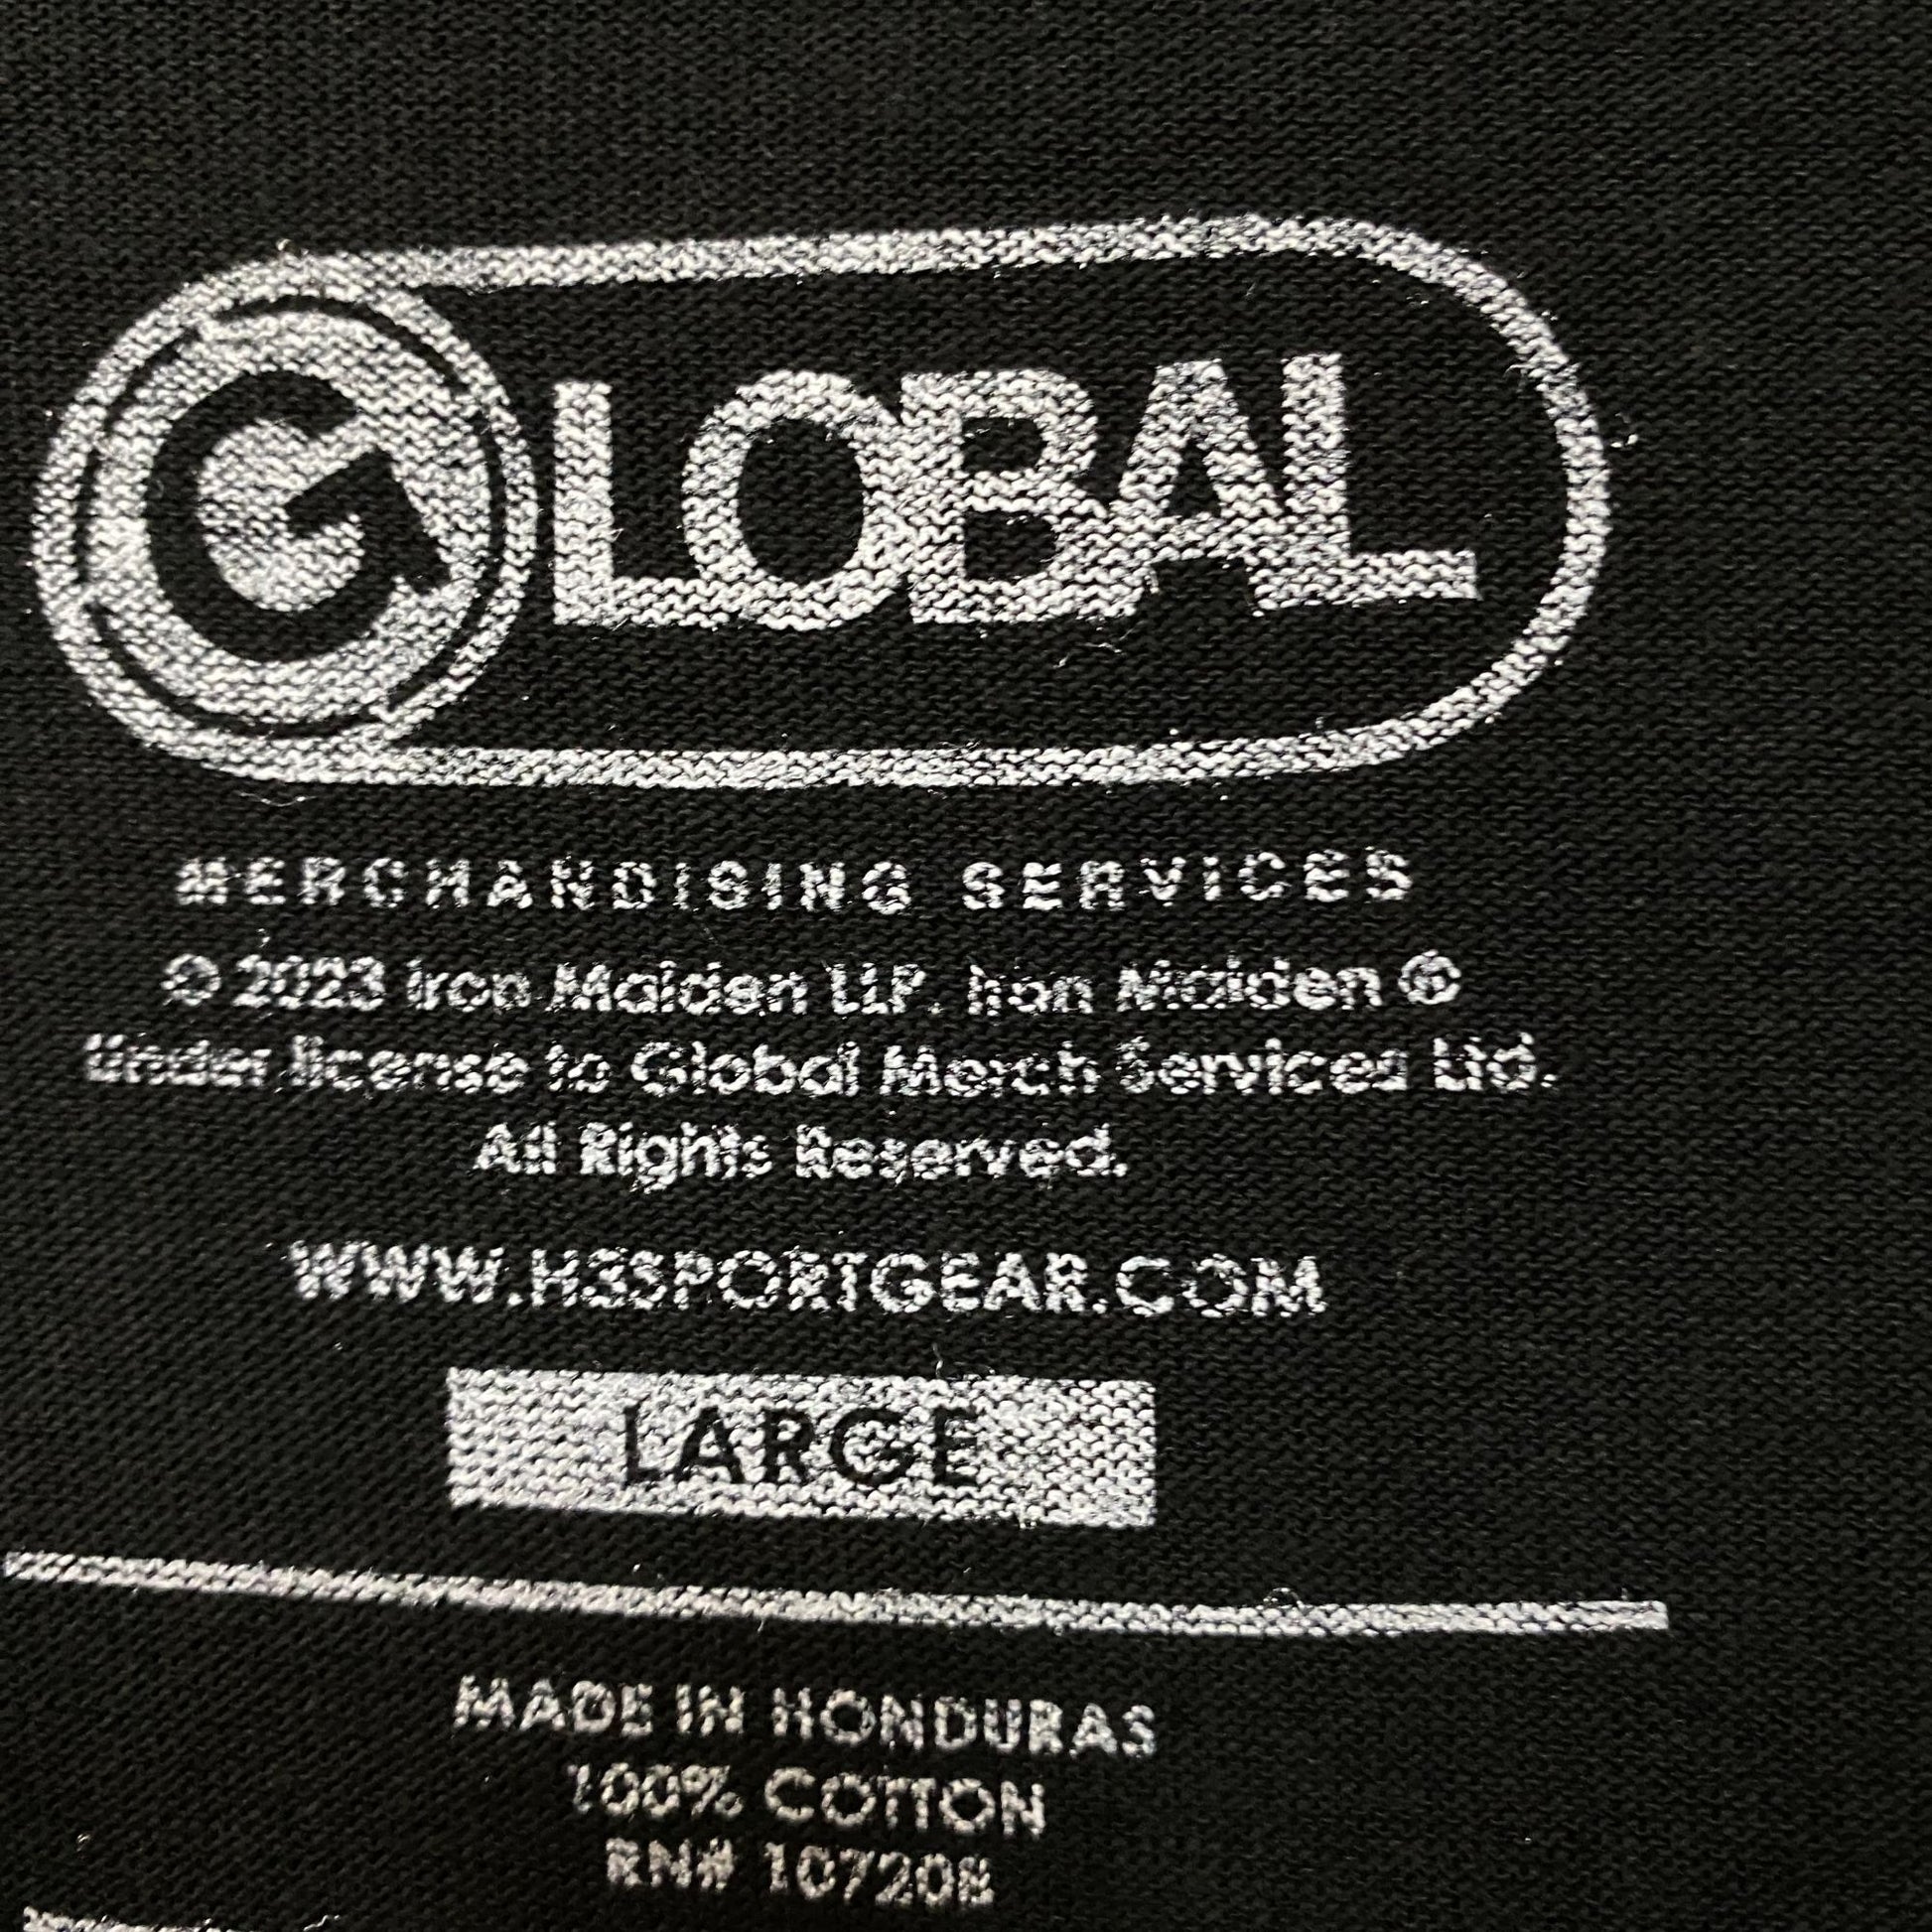 GLOBAL
MERCHANDISING SERVICES
© 2023 Iron Maiden LLP. Iron Maiden ®
Under license to Global Merch Services Ltd.
All Rights Reserved.
WWW.H3SPORTGEAR.COM
LARGE
MADE IN HONDURAS
100% COTTON
RN# 107208